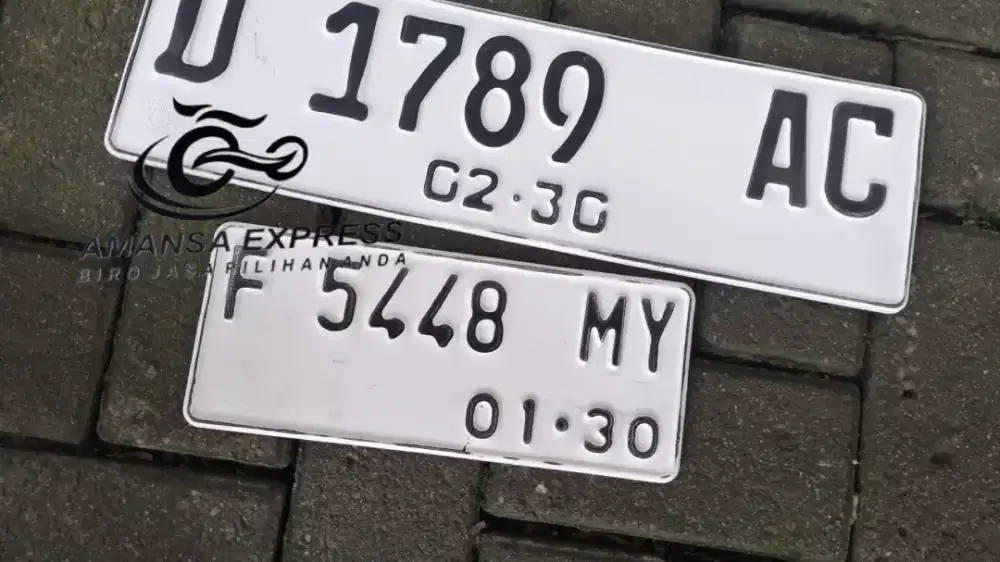 D 1789 AC
02·30
AMANSA EXPRESS
BIRO JASA PILIHAN ANDA
F 5448 MY
01·30